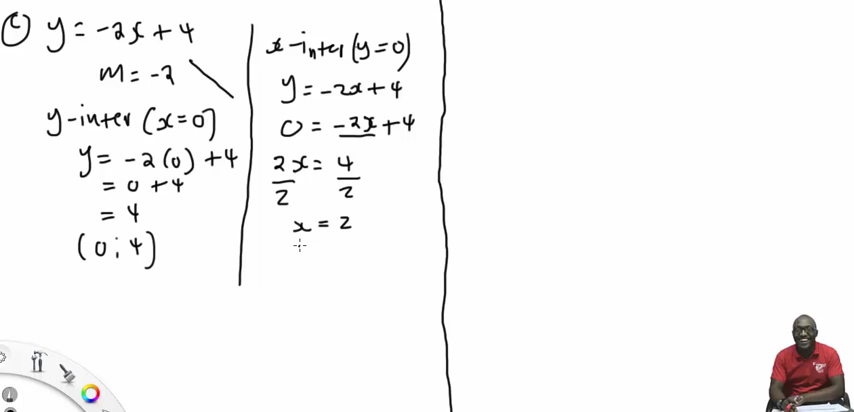 c) y = -2x + 4
m = -2
y-inter (x=0)
y = -2(0) + 4
= 0 + 4
= 4
(0; 4)
x-inter (y=0)
y = -2x + 4
0 = -2x + 4
2x = 4
2 2
x = 2